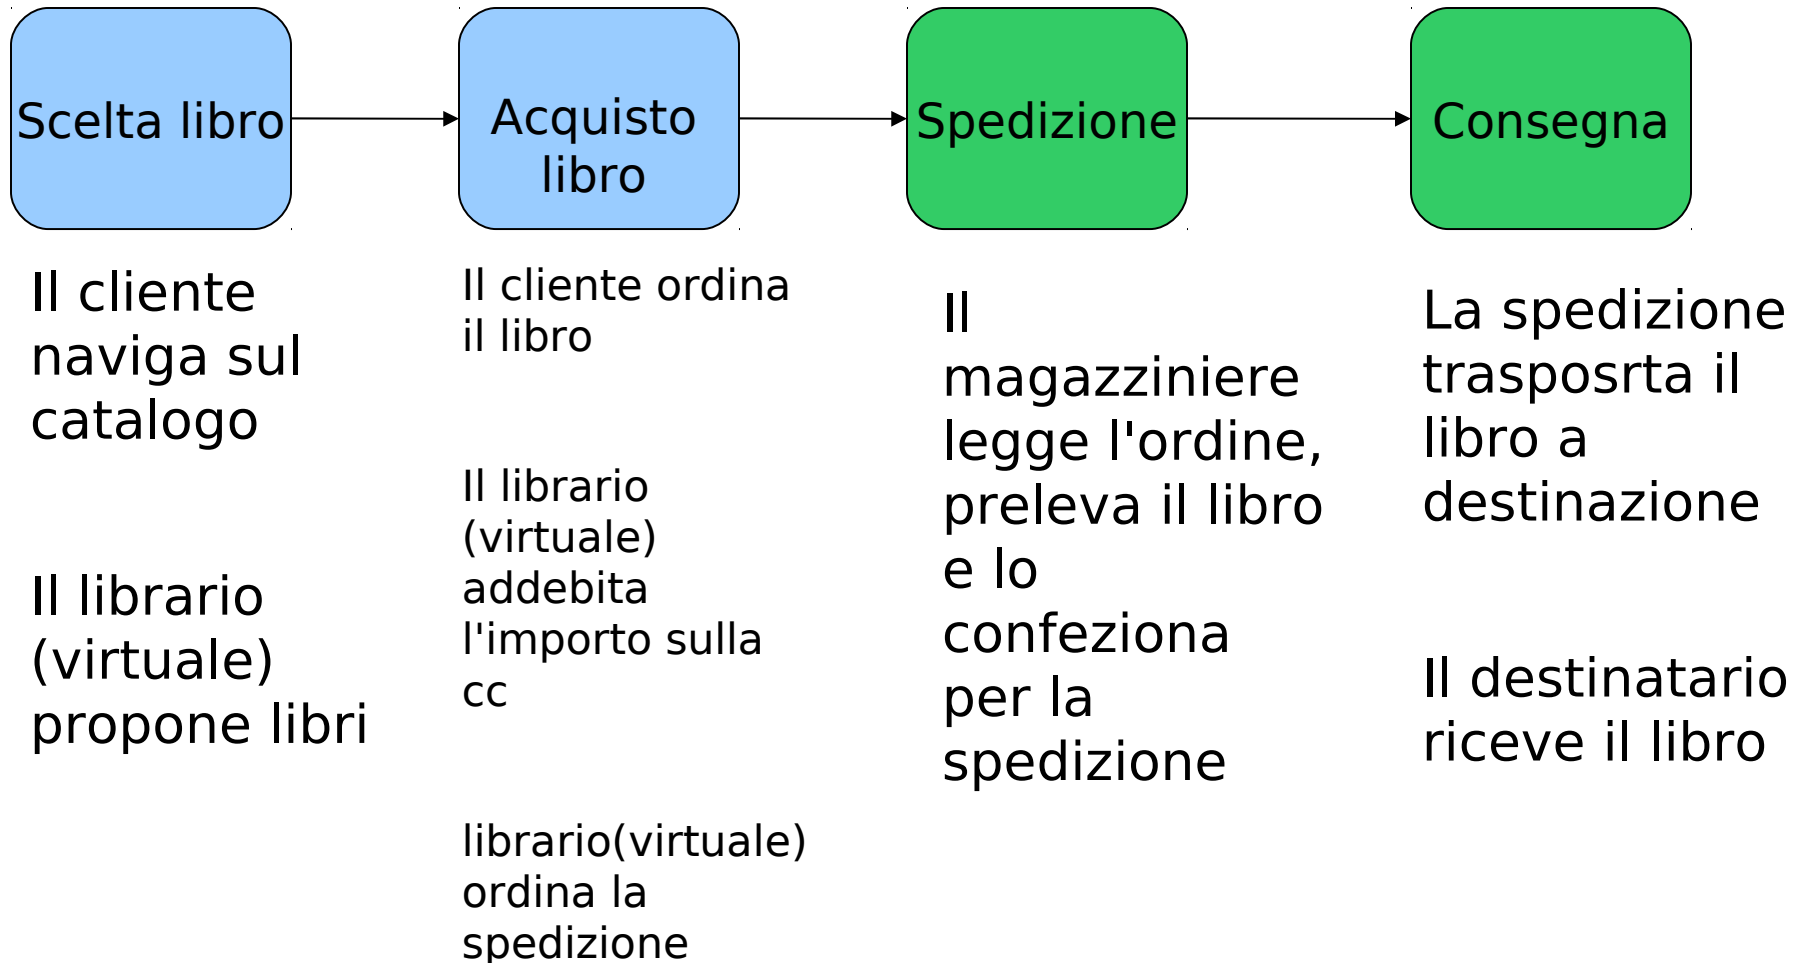 Scelta libro
Acquisto
libro
Spedizione
Consegna
Il cliente
naviga sul
catalogo
Il librario
(virtuale)
propone libri
Il cliente ordina
il libro
Il librario
(virtuale)
addebita
l'importo sulla
cc
librario(virtuale)
ordina la
spedizione
Il
magazziniere
legge l'ordine,
preleva il libro
e lo
confeziona
per la
spedizione
La spedizione
trasposrta il
libro a
destinazione
Il destinatario
riceve il libro